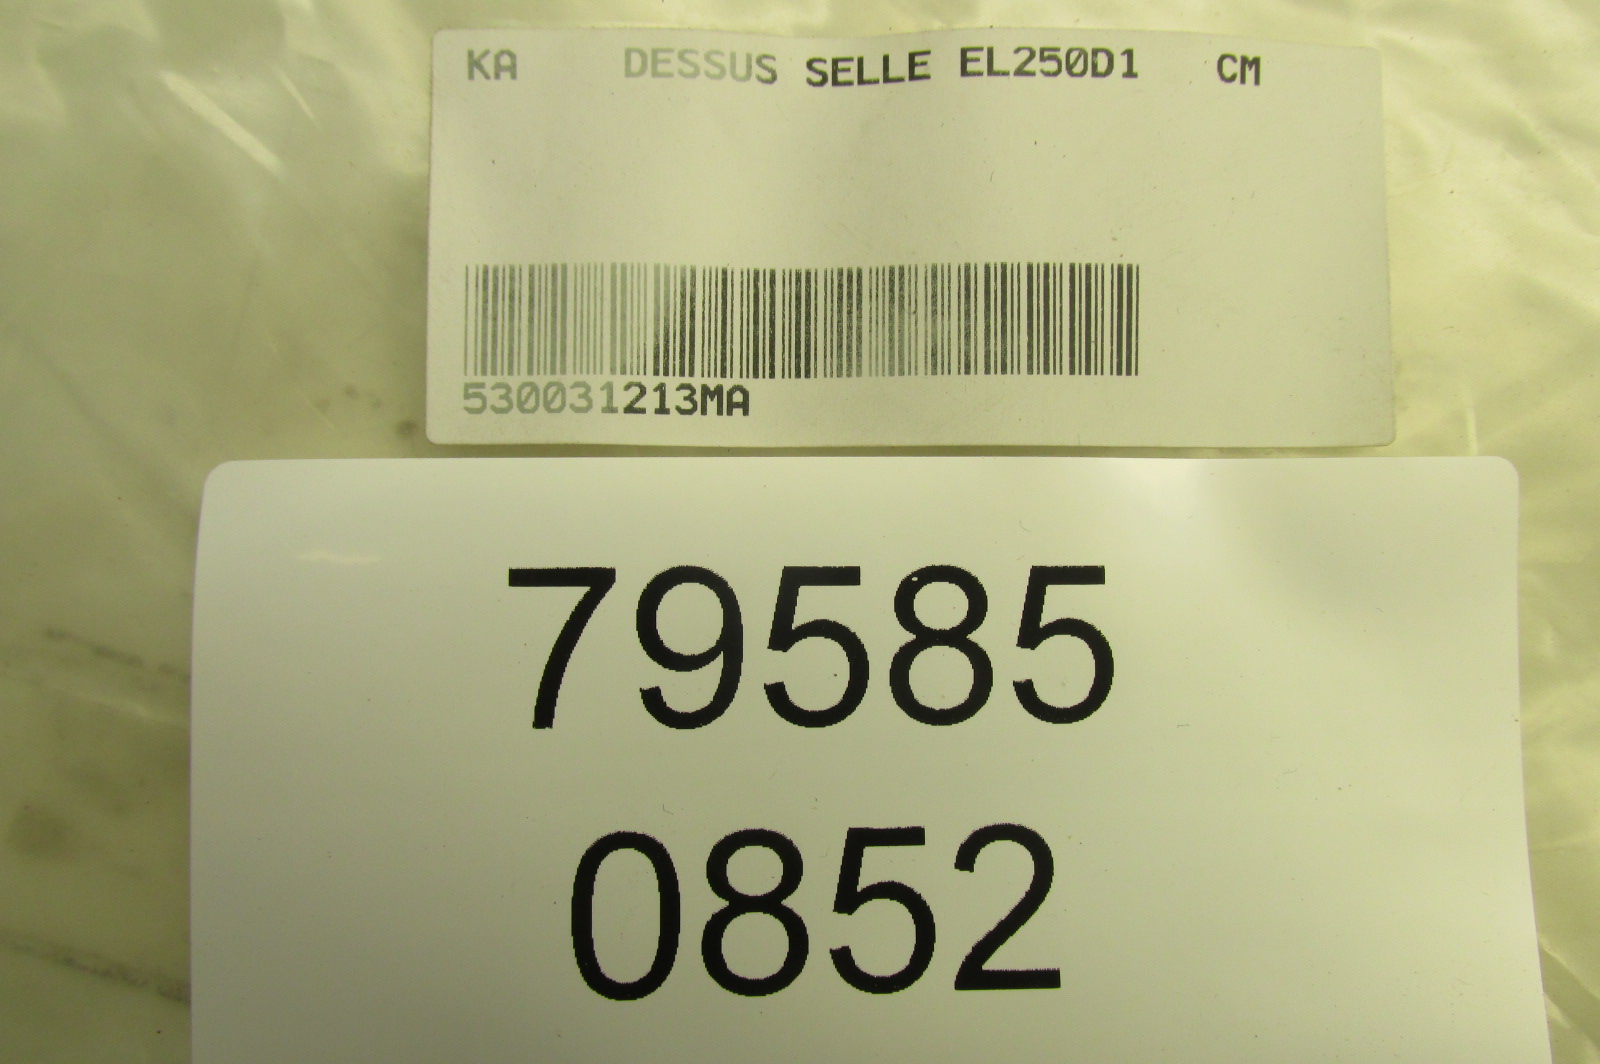 KA DESSUS SELLE EL250D1 CM
530031213MA
79585
0852